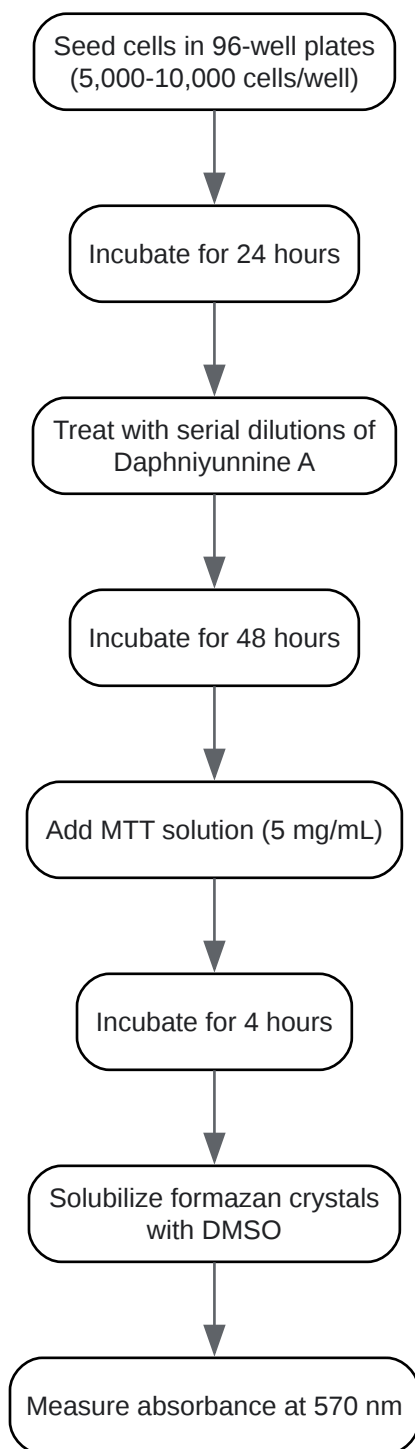 Seed cells in 96-well plates
(5,000-10,000 cells/well)
Incubate for 24 hours
Treat with serial dilutions of
Daphniyunnine A
Incubate for 48 hours
Add MTT solution (5 mg/mL)
Incubate for 4 hours
Solubilize formazan crystals
with DMSO
Measure absorbance at 570 nm